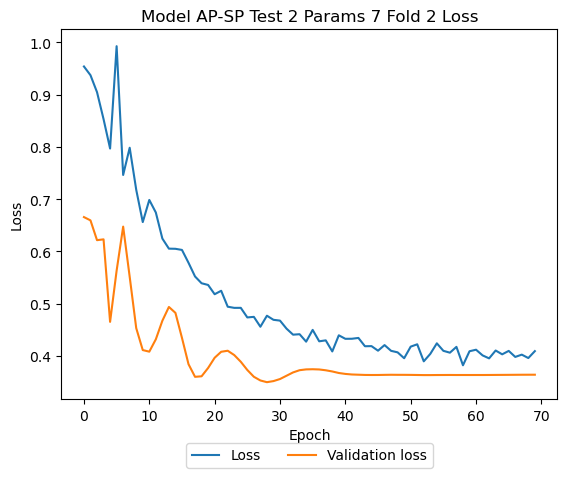 Model AP-SP Test 2 Params 7 Fold 2 Loss
1.0
0.9
0.8
0.7
0.6
0.5
0.4
Loss
0 10 20 30 40 50 60 70
Epoch
Loss Validation loss